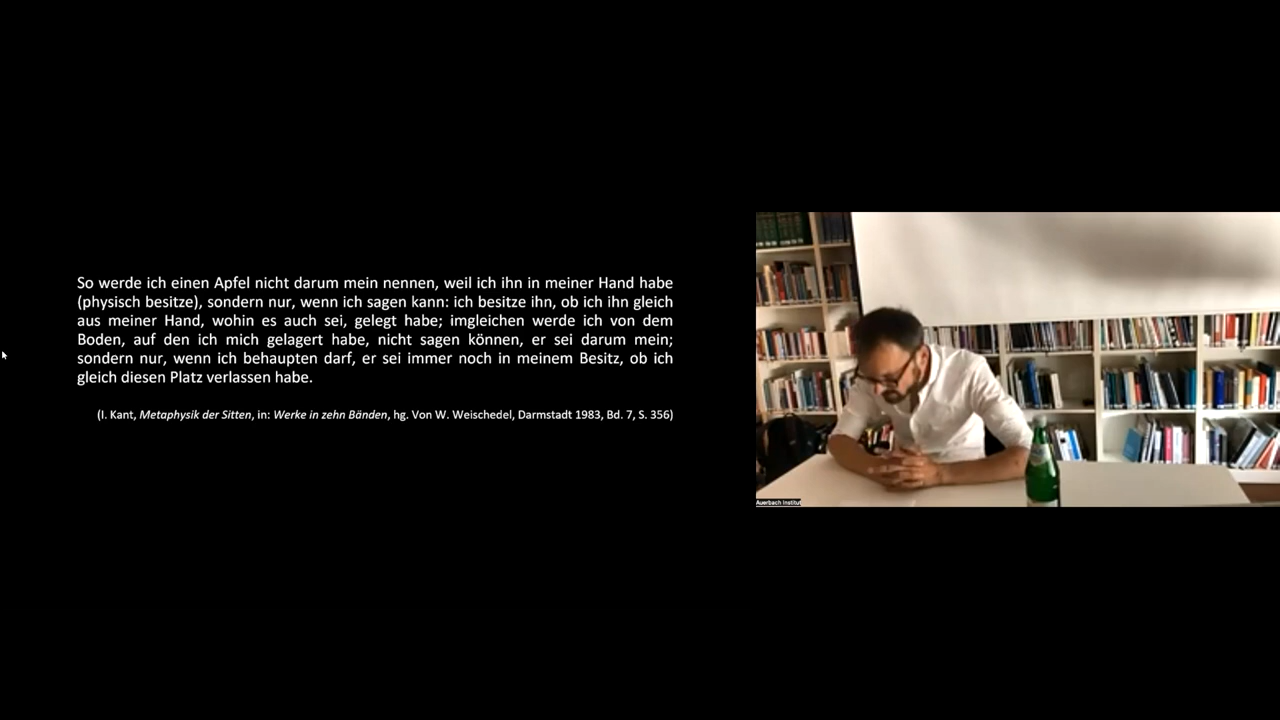 So werde ich einen Apfel nicht darum mein nennen, weil ich ihn in meiner Hand habe
(physisch besitze), sondern nur, wenn ich sagen kann: ich besitze ihn, ob ich ihn gleich
aus meiner Hand, wohin es auch sei, gelegt habe; imgleichen werde ich von dem
Boden, auf den ich mich gelagert habe, nicht sagen können, er sei darum mein;
sondern nur, wenn ich behaupten darf, er sei immer noch in meinem Besitz, ob ich
gleich diesen Platz verlassen habe.
(I. Kant, Metaphysik der Sitten, in: Werke in zehn Bänden, hg. Von W. Weischedel, Darmstadt 1983, Bd. 7, S. 356)
Auerbach Institut